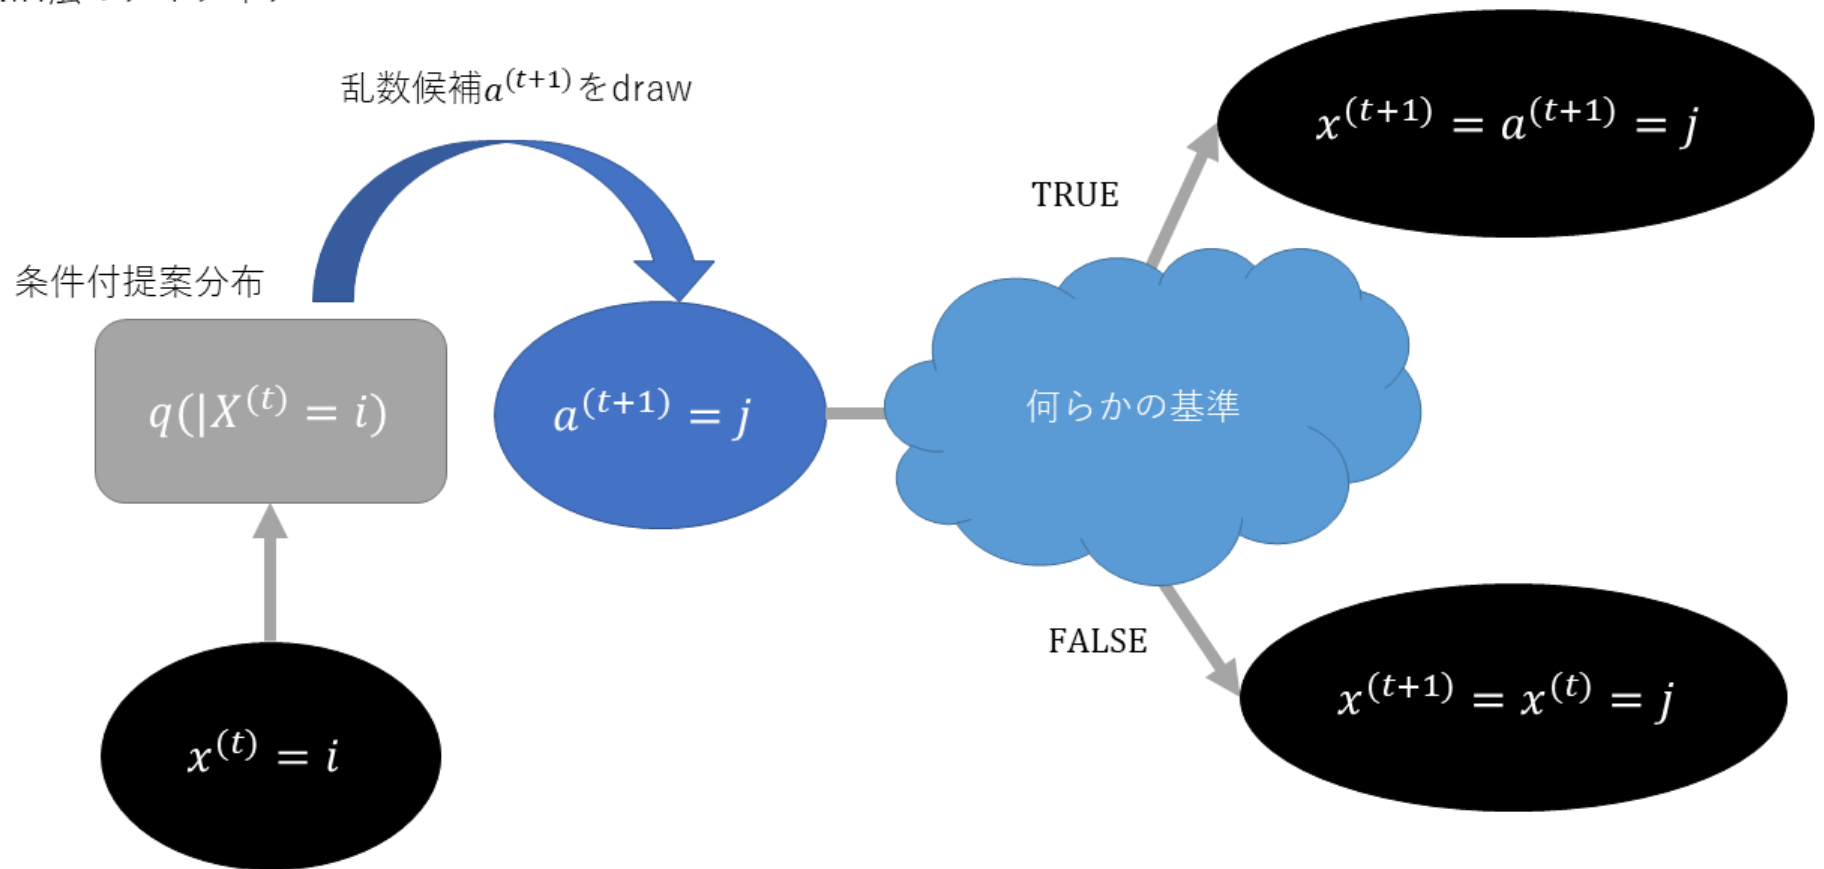 乱数候補a^(t+1)をdraw
条件付提案分布
q(|X^(t) = i)
x^(t) = i
a^(t+1) = j
何らかの基準
TRUE
x^(t+1) = a^(t+1) = j
FALSE
x^(t+1) = x^(t) = j